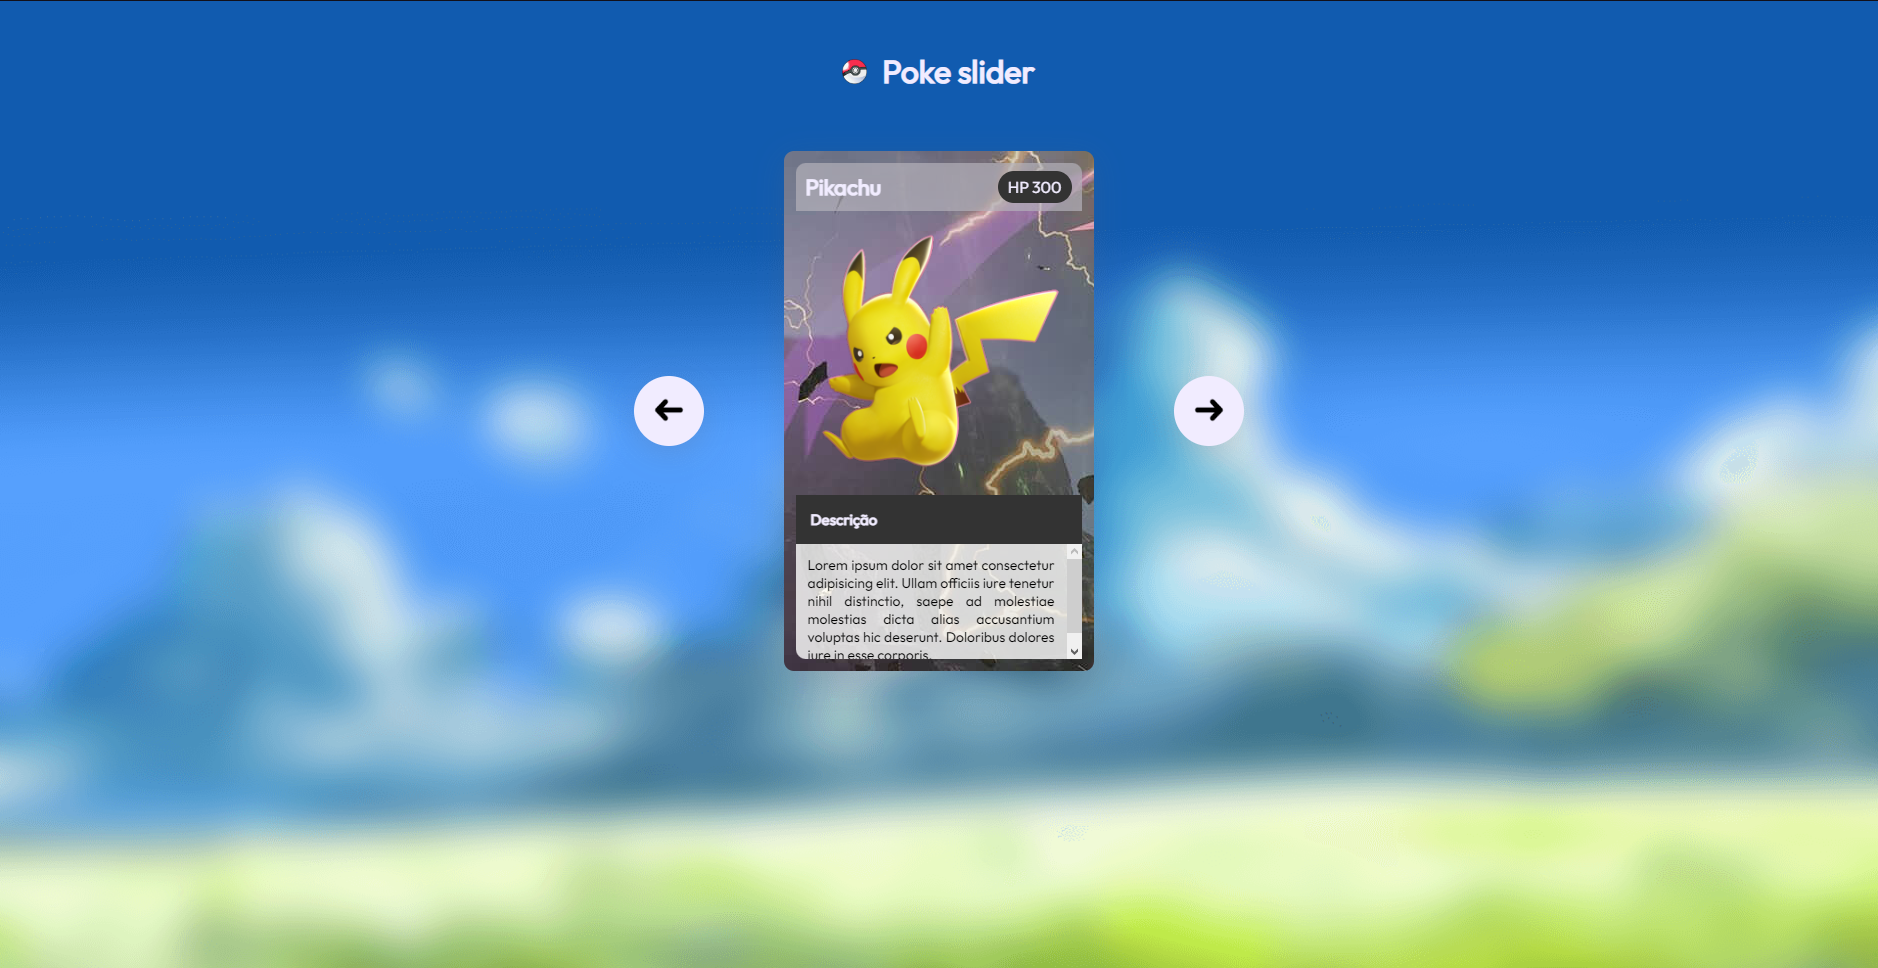 Poke slider
Pikachu
HP 300
Descrição
Lorem ipsum dolor sit amet consectetur
adipisicing elit. Ullam officiis iure tenetur
nihil distinctio, saepe ad molestiae
molestias dicta alias accusantium
voluptas hic deserunt. Doloribus dolores
iure in esse corporis.